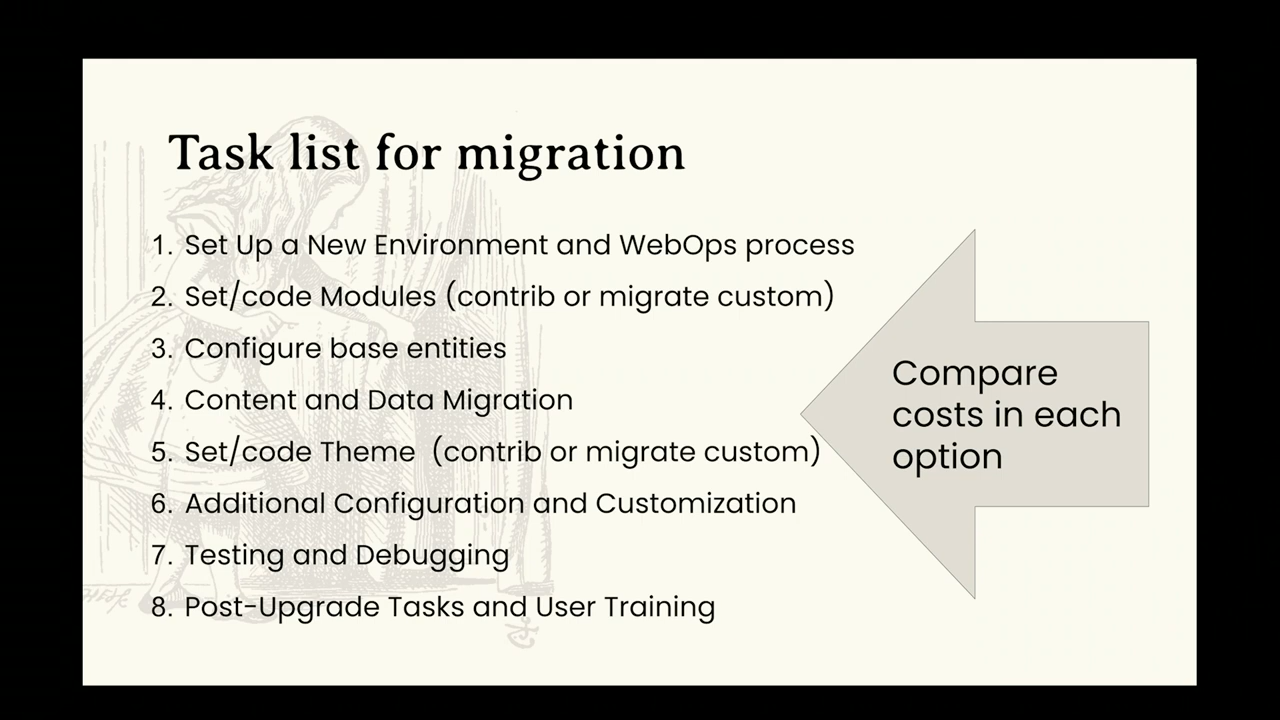 Task list for migration
1. Set Up a New Environment and WebOps process
2. Set/code Modules (contrib or migrate custom)
3. Configure base entities
4. Content and Data Migration
5. Set/code Theme (contrib or migrate custom)
6. Additional Configuration and Customization
7. Testing and Debugging
8. Post-Upgrade Tasks and User Training
Compare
costs in each
option